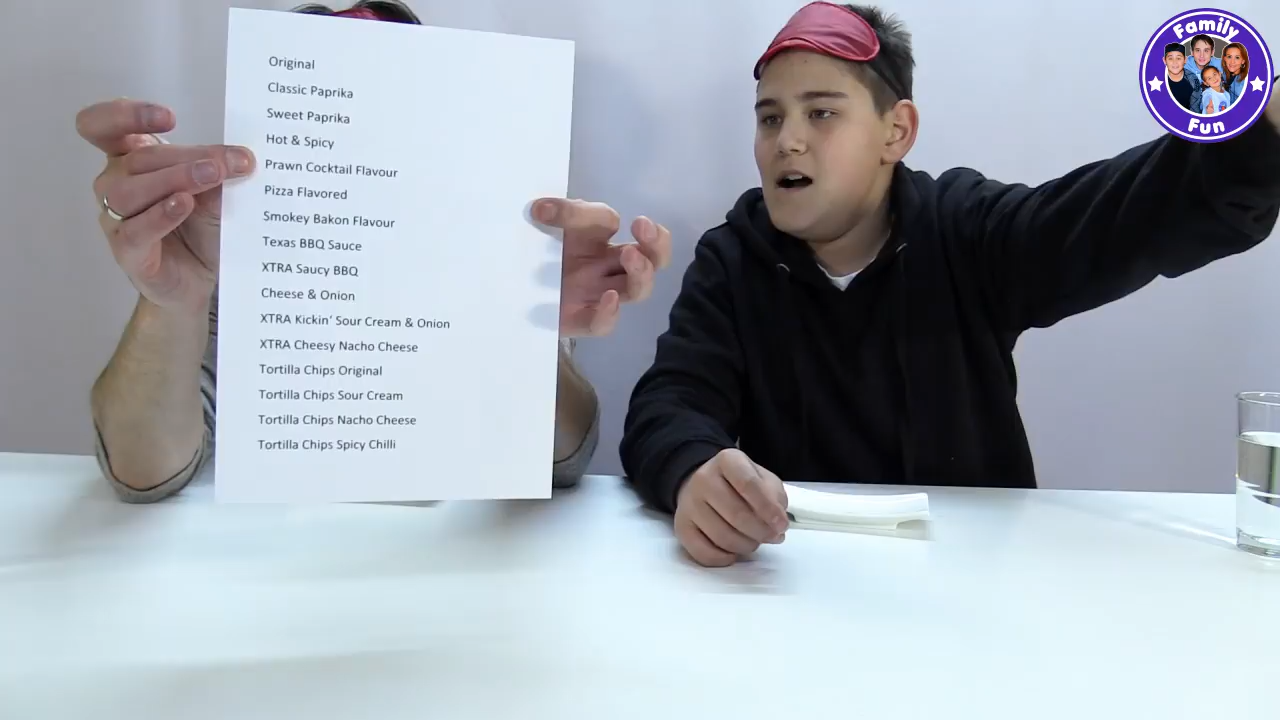 Original
Classic Paprika
Sweet Paprika
Hot & Spicy
Prawn Cocktail Flavour
Pizza Flavored
Smokey Bakon Flavour
Texas BBQ Sauce
XTRA Saucy BBQ
Cheese & Onion
XTRA Kickin' Sour Cream & Onion
XTRA Cheesy Nacho Cheese
Tortilla Chips Original
Tortilla Chips Sour Cream
Tortilla Chips Nacho Cheese
Tortilla Chips Spicy Chilli
Family
Fun